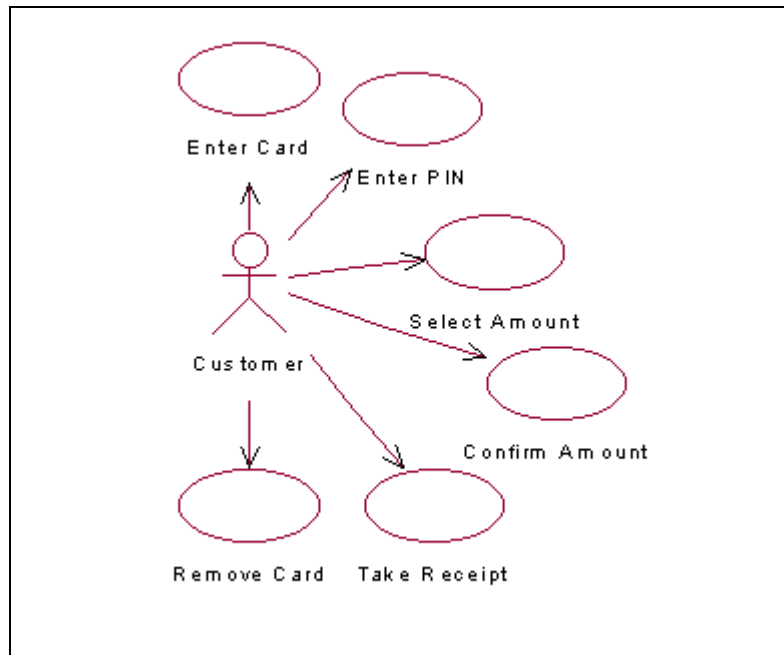 Enter Card
Enter PIN
Select Amount
Customer
Confirm Amount
Remove Card
Take Receipt